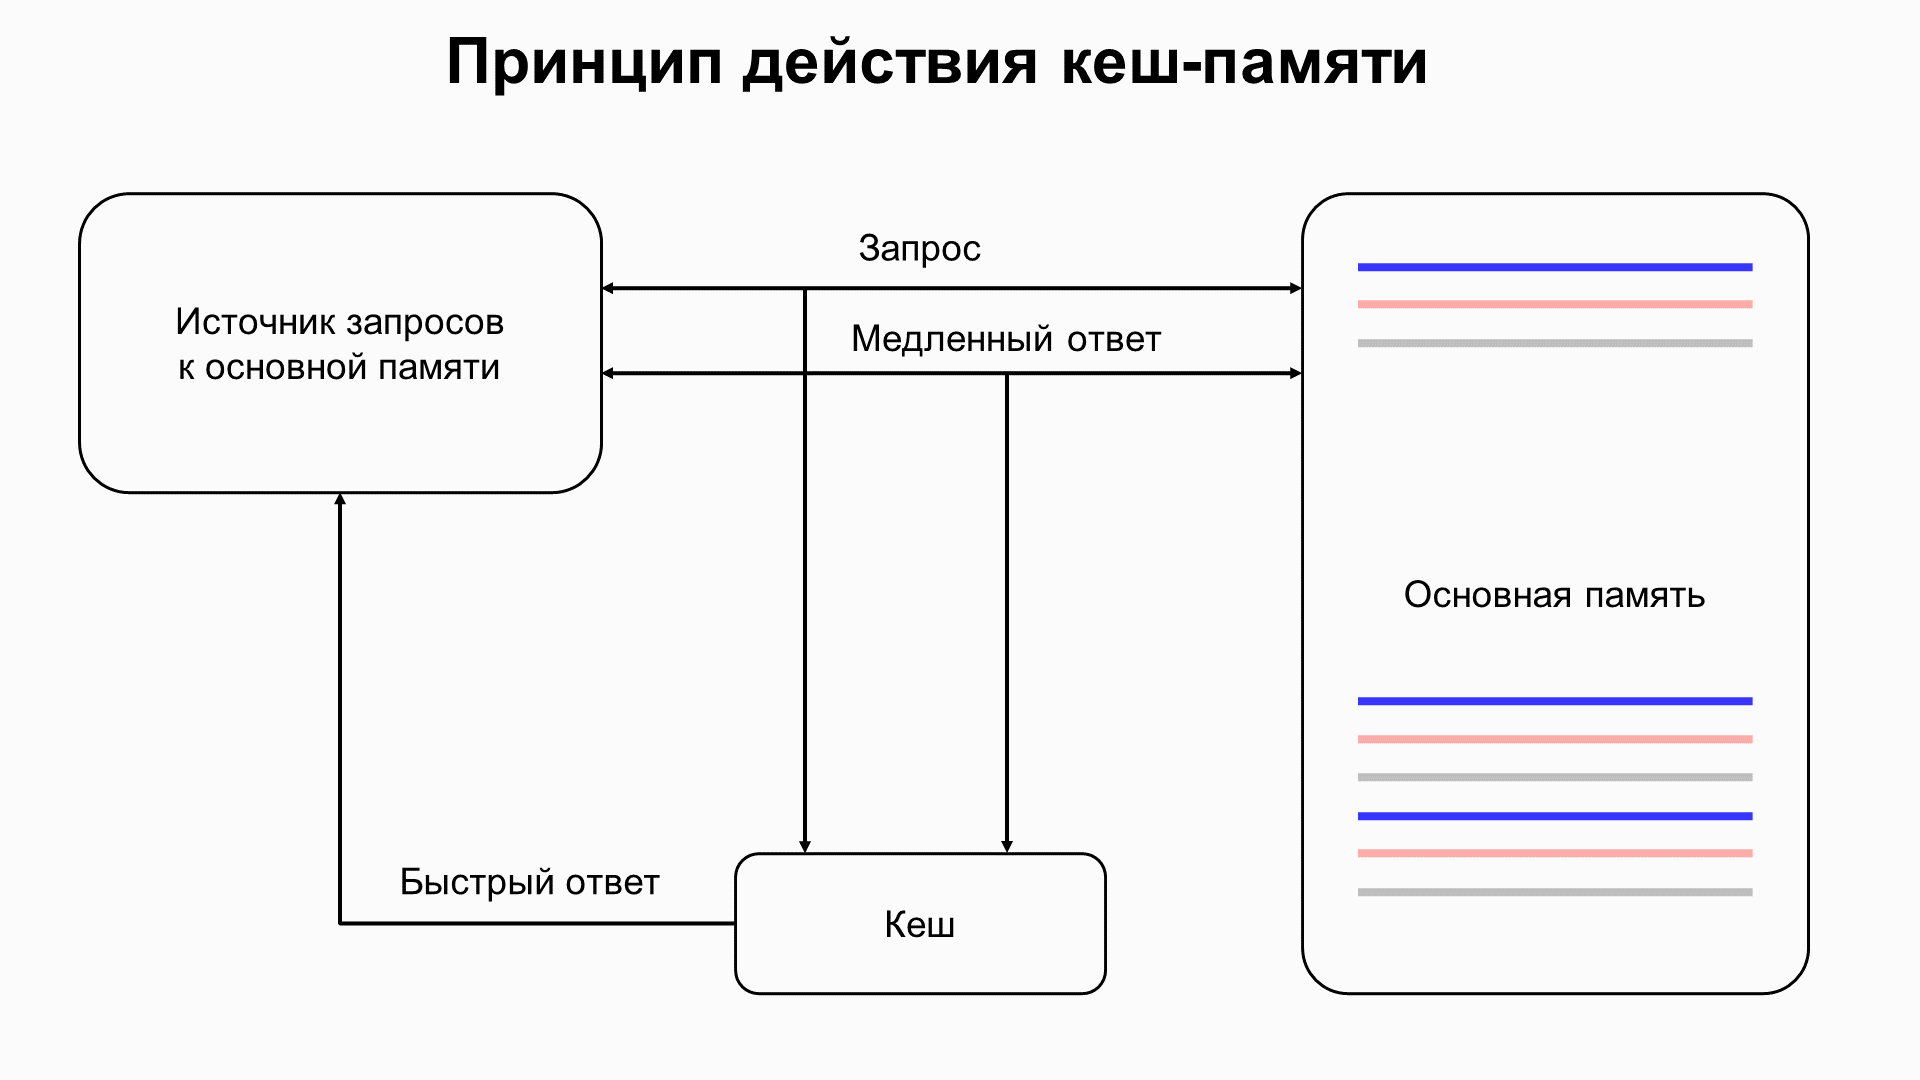 Принцип действия кеш-памяти
Запрос
Источник запросов
к основной памяти
Медленный ответ
Основная память
Быстрый ответ
Кеш